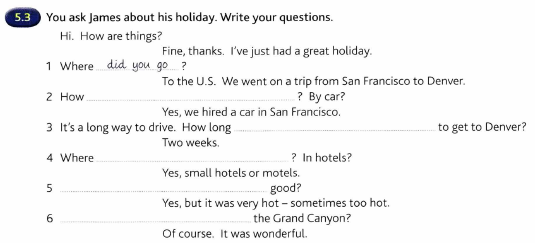 5.3 You ask James about his holiday. Write your questions.
Hi. How are things?
Fine, thanks. I've just had a great holiday.
1 Where did you go ?
To the U.S. We went on a trip from San Francisco to Denver.
2 How ? By car?
Yes, we hired a car in San Francisco.
3 It's a long way to drive. How long to get to Denver?
Two weeks.
4 Where ? In hotels?
Yes, small hotels or motels.
5 good?
Yes, but it was very hot – sometimes too hot.
6 the Grand Canyon?
Of course. It was wonderful.